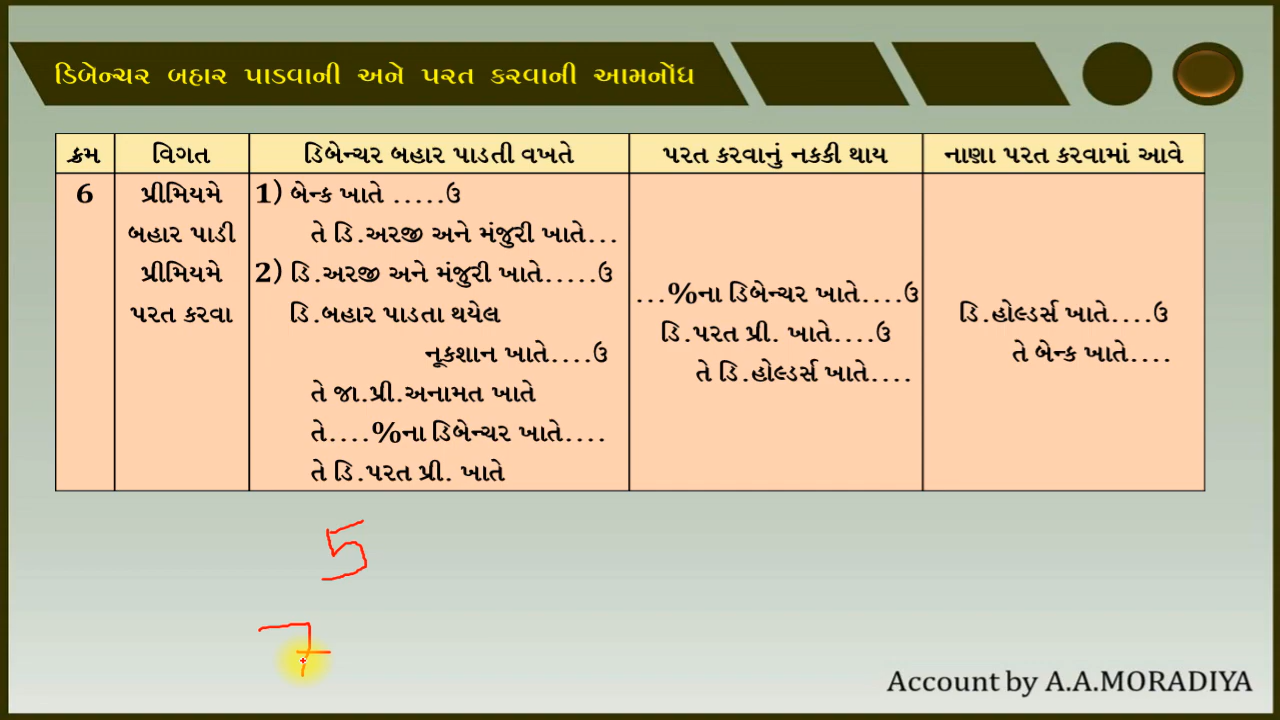 ડિબેન્ચર બહાર પાડવાની અને પરત કરવાની આમનોંધ
ક્રમ વિગત ડિબેન્ચર બહાર પાડતી વખતે પરત કરવાનું નકકી થાય નાણા પરત કરવામાં આવે
6
પ્રીમિયમે
બહાર પાડી
પ્રીમિયમે
પરત કરવા
1) બેન્ક ખાતે .....ઉ
તે ડિ.અરજી અને મંજુરી ખાતે...
2) ડિ.અરજી અને મંજુરી ખાતે.....ઉ
ડિ.બહાર પાડતા થયેલ
નૂકશાન ખાતે....ઉ
તે જા.પ્રી.અનામત ખાતે
તે....%ના ડિબેન્ચર ખાતે....
તે ડિ.પરત પ્રી. ખાતે
...%ના ડિબેન્ચર ખાતે....ઉ
ડિ.પરત પ્રી. ખાતે....ઉ
તે ડિ.હોલ્ડર્સ ખાતે....
ડિ.હોલ્ડર્સ ખાતે....ઉ
તે બેન્ક ખાતે....
5
7
Account by A.A.MORADIYA